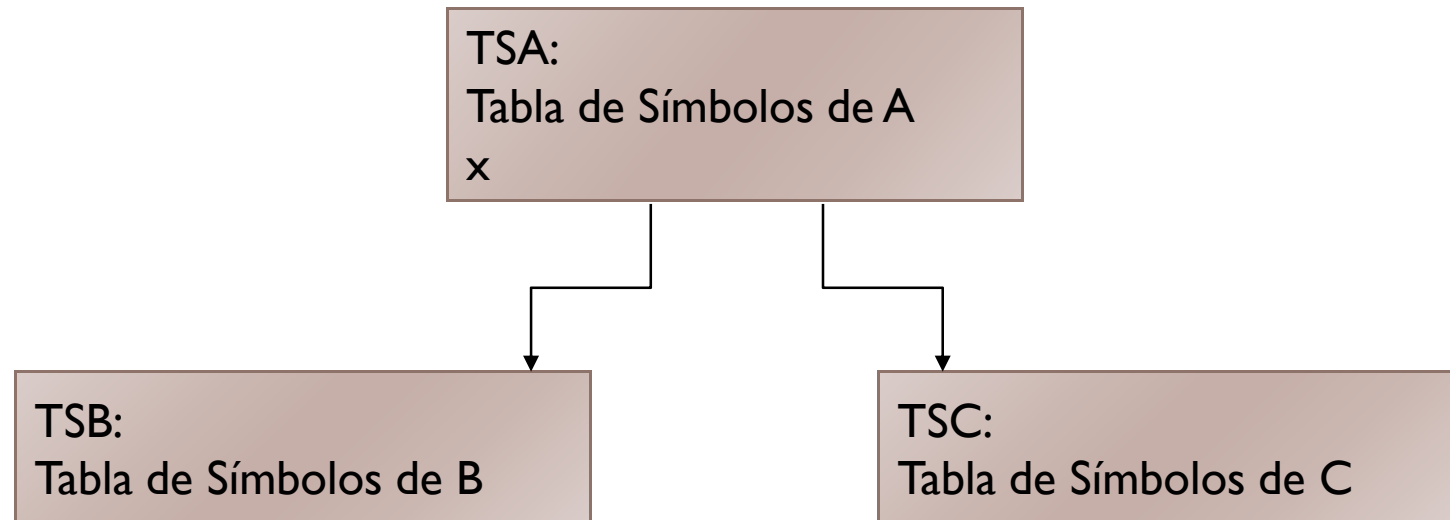 TSA:
Tabla de Símbolos de A
x
TSB:
Tabla de Símbolos de B
TSC:
Tabla de Símbolos de C